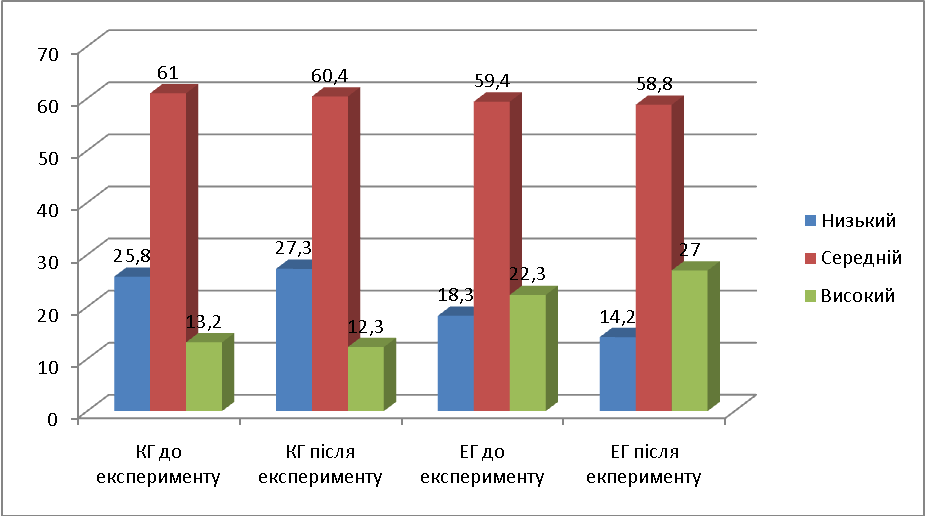 70
60
50
40
30
20
10
0
25,8
61
13,2
27,3
60,4
12,3
18,3
59,4
22,3
14,2
58,8
27
КГ до
експерименту
КГ після
експерименту
ЕГ до
експерименту
ЕГ після
екперименту
Низький
Середній
Високий